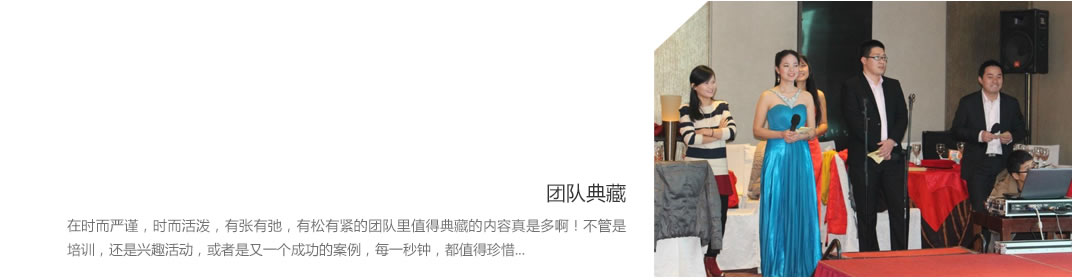 团队典藏
在时而严谨，时而活泼，有张有弛，有松有紧的团队里值得典藏的内容真是多啊！不管是
培训，还是兴趣活动，或者是又一个成功的案例，每一秒钟，都值得珍惜...